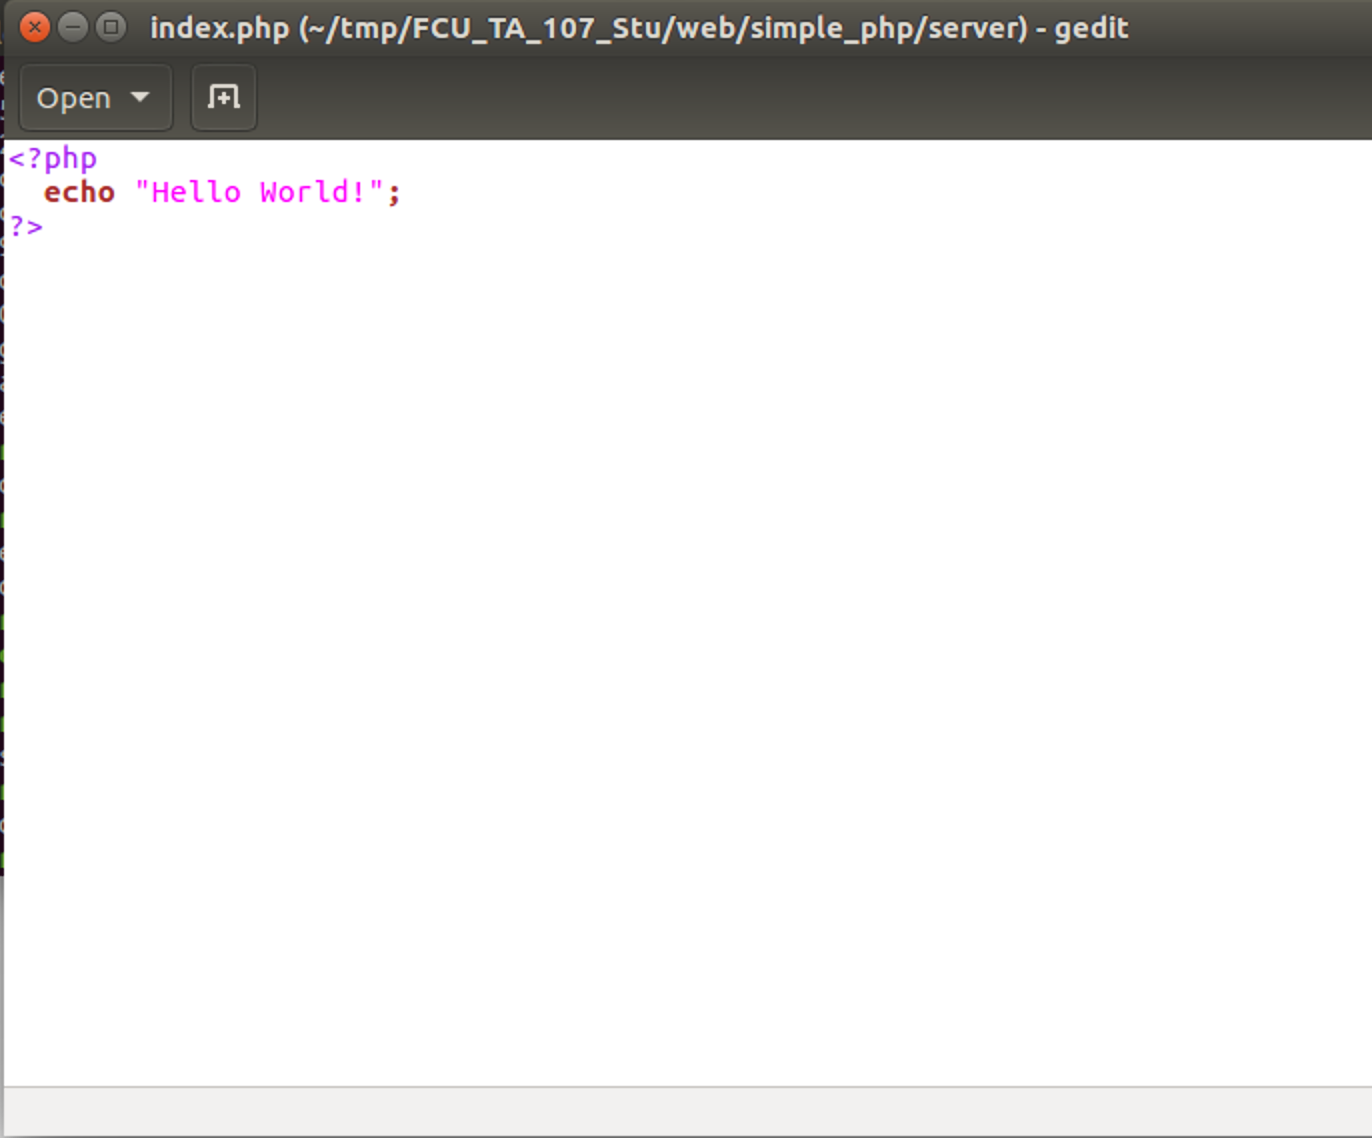 index.php (~/tmp/FCU_TA_107_Stu/web/simple_php/server) - gedit
Open
<?php
  echo "Hello World!";
?>